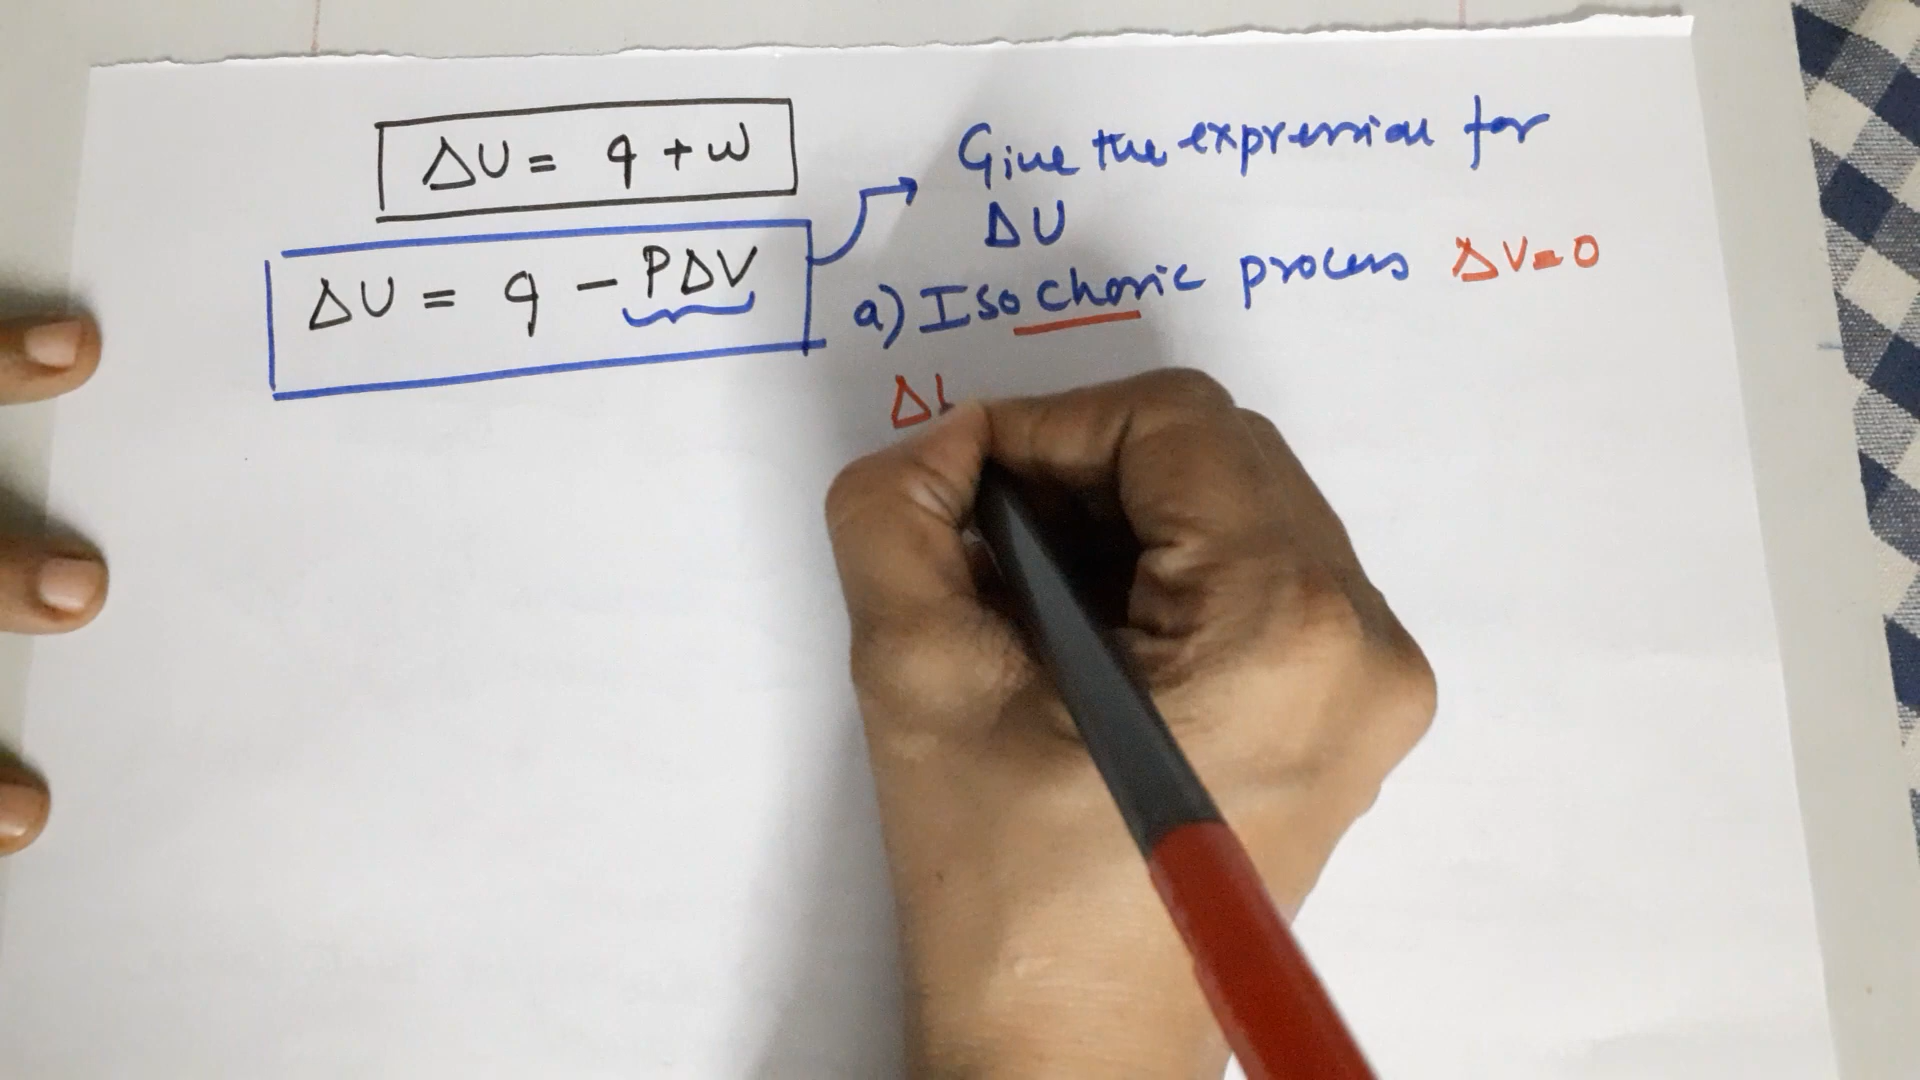 ΔU = q + w
ΔU = q - PΔV
Give the expression for
ΔU
a) Isochoric process ΔV=0
Δ